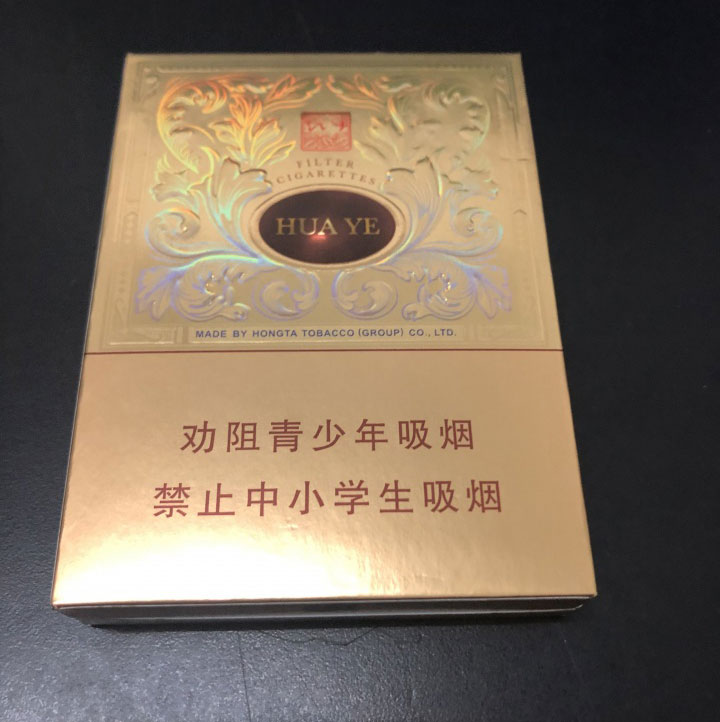 FILTER
CIGARETTES
HUA YE
MADE BY HONGTA TOBACCO (GROUP) CO., LTD.
劝阻青少年吸烟
禁止中小学生吸烟